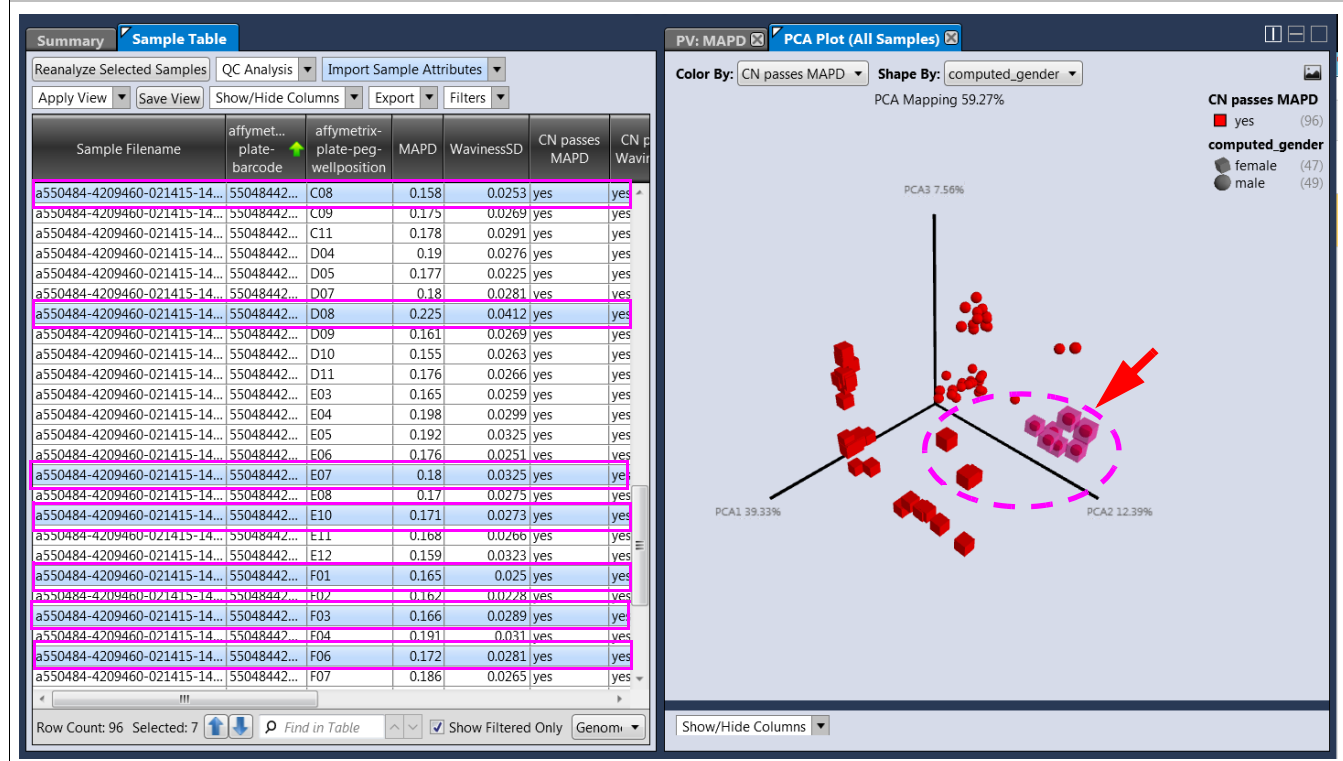 Summary Sample Table
Reanalyze Selected Samples QC Analysis Import Sample Attributes
Apply View Save View Show/Hide Columns Export Filters
Sample Filename affymet... plate- barcode affymetrix- plate-peg- wellposition MAPD WavinessSD CN passes MAPD CN p Wavin
a550484-4209460-021415-14... 55048442... C08 0.158 0.0253 yes yes
a550484-4209460-021415-14... 55048442... C09 0.175 0.0269 yes yes
a550484-4209460-021415-14... 55048442... C11 0.178 0.0291 yes yes
a550484-4209460-021415-14... 55048442... D04 0.19 0.0276 yes yes
a550484-4209460-021415-14... 55048442... D05 0.177 0.0225 yes yes
a550484-4209460-021415-14... 55048442... D07 0.18 0.0281 yes yes
a550484-4209460-021415-14... 55048442... D08 0.225 0.0412 yes yes
a550484-4209460-021415-14... 55048442... D09 0.161 0.0269 yes yes
a550484-4209460-021415-14... 55048442... D10 0.155 0.0263 yes yes
a550484-4209460-021415-14... 55048442... D11 0.176 0.0266 yes yes
a550484-4209460-021415-14... 55048442... E03 0.165 0.0259 yes yes
a550484-4209460-021415-14... 55048442... E04 0.198 0.0299 yes yes
a550484-4209460-021415-14... 55048442... E05 0.192 0.0325 yes yes
a550484-4209460-021415-14... 55048442... E06 0.176 0.0251 yes yes
a550484-4209460-021415-14... 55048442... E07 0.18 0.0325 yes yes
a550484-4209460-021415-14... 55048442... E08 0.17 0.0275 yes yes
a550484-4209460-021415-14... 55048442... E10 0.171 0.0273 yes yes
a550484-4209460-021415-14... 55048442... E11 0.168 0.0266 yes yes
a550484-4209460-021415-14... 55048442... E12 0.159 0.0323 yes yes
a550484-4209460-021415-14... 55048442... F01 0.165 0.025 yes yes
a550484-4209460-021415-14... 55048442... F02 0.162 0.0228 yes yes
a550484-4209460-021415-14... 55048442... F03 0.166 0.0289 yes yes
a550484-4209460-021415-14... 55048442... F04 0.191 0.031 yes yes
a550484-4209460-021415-14... 55048442... F06 0.172 0.0281 yes yes
a550484-4209460-021415-14... 55048442... F07 0.186 0.0265 yes yes
Row Count: 96 Selected: 7 Find in Table Show Filtered Only Genom
PV: MAPD PCA Plot (All Samples)
Color By: CN passes MAPD Shape By: computed_gender
PCA Mapping 59.27%
CN passes MAPD
yes (96)
computed_gender
female (47)
male (49)
PCA3 7.56%
PCA1 39.33%
PCA2 12.39%
Show/Hide Columns